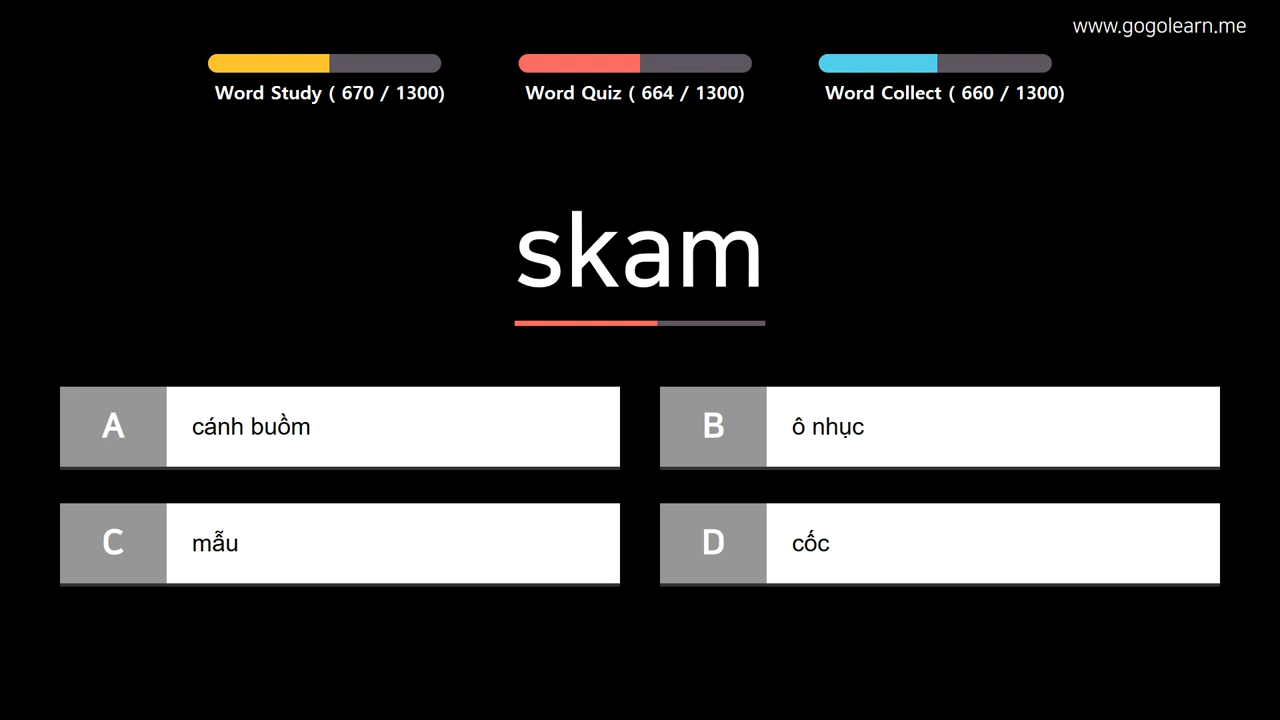 www.gogolearn.me
Word Study ( 670 / 1300)
Word Quiz ( 664 / 1300)
Word Collect ( 660 / 1300)
skam
A cánh buồm
B ô nhục
C mẫu
D cốc